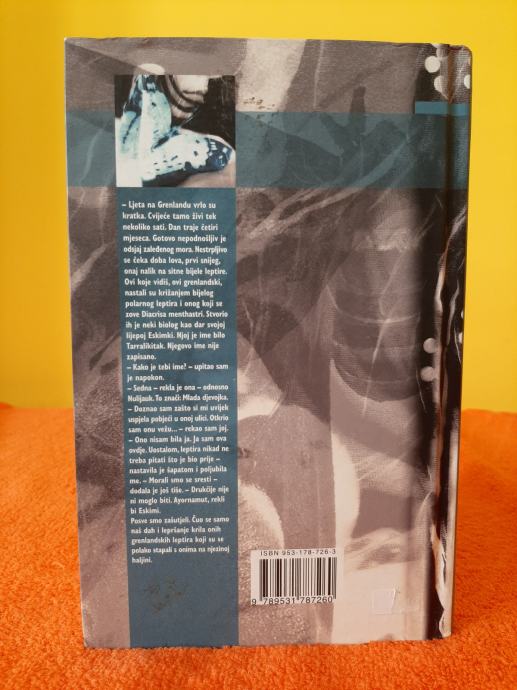 – Ljeta na Grenlandu vrlo su
kratka. Cvijeće tamo živi tek
nekoliko sati. Dan traje četiri
mjeseca. Gotovo nepodnošljiv je
odsjaj zaleđenog mora. Nestrpljivo
se čeka doba lova, prvi snijeg,
onaj nalik na sitne bijele leptire.
Ovi koje vidiš, ovi grenlandski,
nastali su križanjem bijelog
polarnog leptira i onog koji se
zove Diacrisa menthastri. Stvorio
ih je neki biolog kao dar svojoj
lijepoj Eskimki. Njoj je ime bilo
Tarralikitak. Njegovo ime nije
zapisano.
– Kako je tebi ime? – upitao sam
je napokon.
– Sedna – rekla je ona – odnosno
Nulijauk. To znači: Mlada djevojka.
– Doznao sam zašto si mi uvijek
uspjela pobjeći u onoj ulici. Otkrio
sam onu vežu... – rekao sam joj.
– Ono nisam bila ja. Ja sam ova
ovdje. Uostalom, leptira nikad ne
treba pitati što je bio prije –
nastavila je šapatom i poljubila
me. – Morali smo se sresti –
dodala je još tiše. – Drukčije nije
ni moglo biti. Ayornamut, rekli
bi Eskimi.
Posve smo zašutjeli. Čuo se samo
naš dah i lepršanje krila onih
grenlandskih leptira koji su se
polako stapali s onima na njezinoj
haljini.
ISBN 953-178-726-3
9 789531 787260